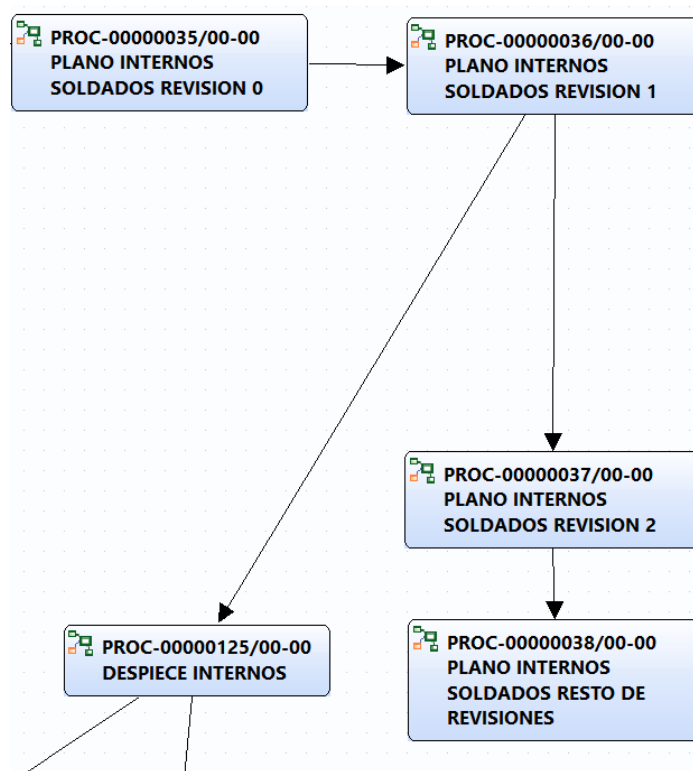 PROC-00000035/00-00
PLANO INTERNOS
SOLDADOS REVISION 0
PROC-00000036/00-00
PLANO INTERNOS
SOLDADOS REVISION 1
PROC-00000037/00-00
PLANO INTERNOS
SOLDADOS REVISION 2
PROC-00000125/00-00
DESPIECE INTERNOS
PROC-00000038/00-00
PLANO INTERNOS
SOLDADOS RESTO DE
REVISIONES